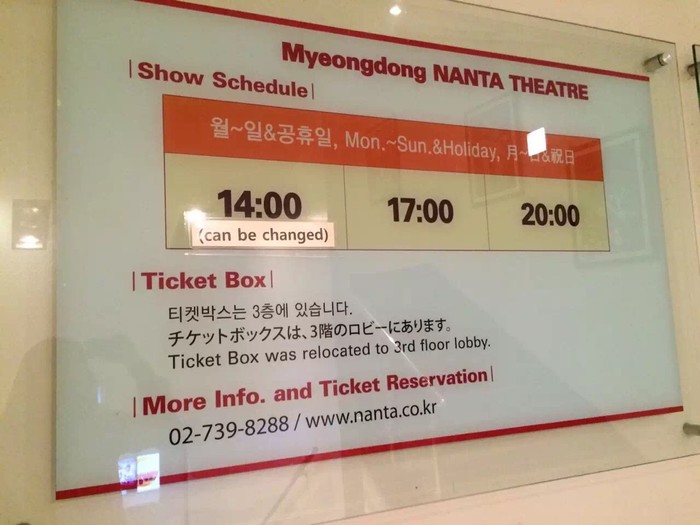 Myeongdong NANTA THEATRE
Show Schedule
월~일&공휴일, Mon.~Sun.&Holiday, 月~日&祝日
14:00 17:00 20:00
(can be changed)
Ticket Box
티켓박스는 3층에 있습니다.
チケットボックスは、3階のロビーにあります。
Ticket Box was relocated to 3rd floor lobby.
More Info. and Ticket Reservation
02-739-8288 / www.nanta.co.kr